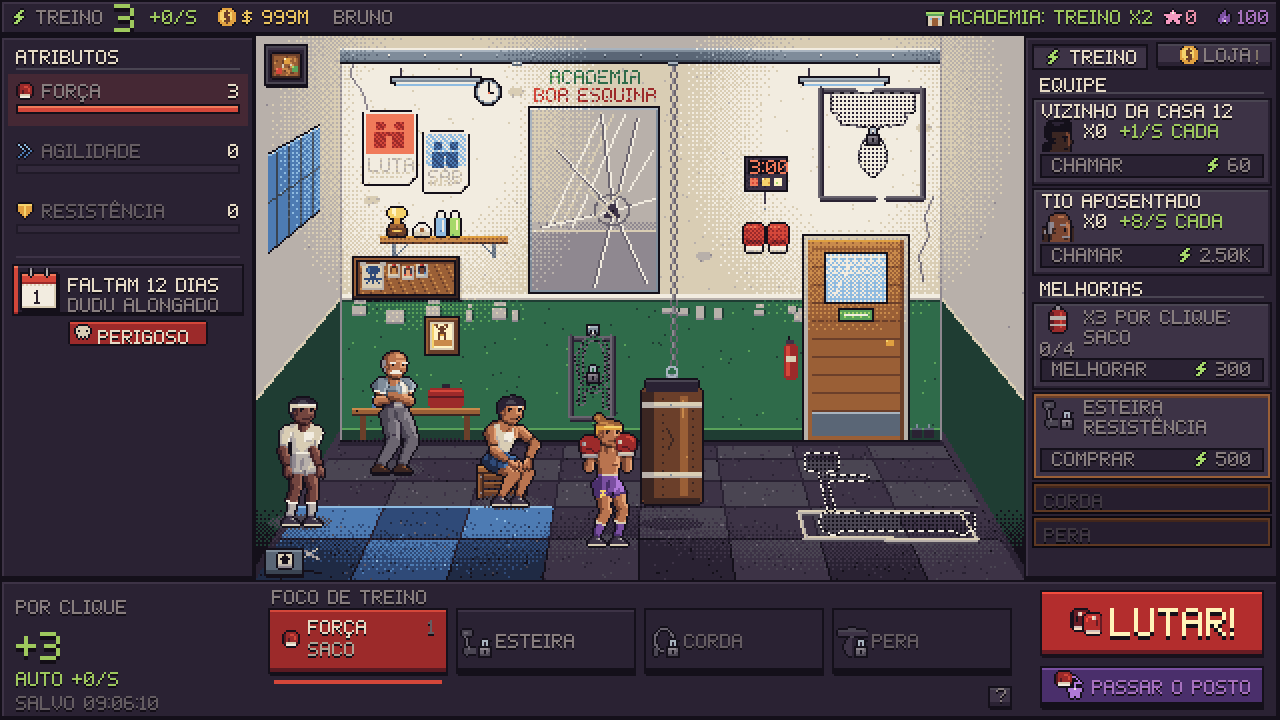 TREINO 3 +0/S $ 999M BRUNO
ACADEMIA: TREINO X2 0 100
ATRIBUTOS
FORÇA 3
AGILIDADE 0
RESISTÊNCIA 0
1
FALTAM 12 DIAS
DUDU ALONGADO
PERIGOSO
ACADEMIA
BOA ESQUINA
LUTA
SAB
3:00
TREINO
LOJA!
EQUIPE
VIZINHO DA CASA 12
X0 +1/S CADA
CHAMAR 60
TIO APOSENTADO
X0 +8/S CADA
CHAMAR 2.50K
MELHORIAS
X3 POR CLIQUE:
SACO
0/4
MELHORAR 300
ESTEIRA
RESISTÊNCIA
COMPRAR 500
CORDA
PERA
POR CLIQUE
+3
AUTO +0/S
SALVO 09:06:10
FOCO DE TREINO
FORÇA 1
SACO
ESTEIRA
CORDA
PERA
?
LUTAR!
PASSAR O POSTO